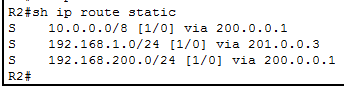 R2#sh ip route static
S    10.0.0.0/8 [1/0] via 200.0.0.1
S    192.168.1.0/24 [1/0] via 201.0.0.3
S    192.168.200.0/24 [1/0] via 200.0.0.1
R2#